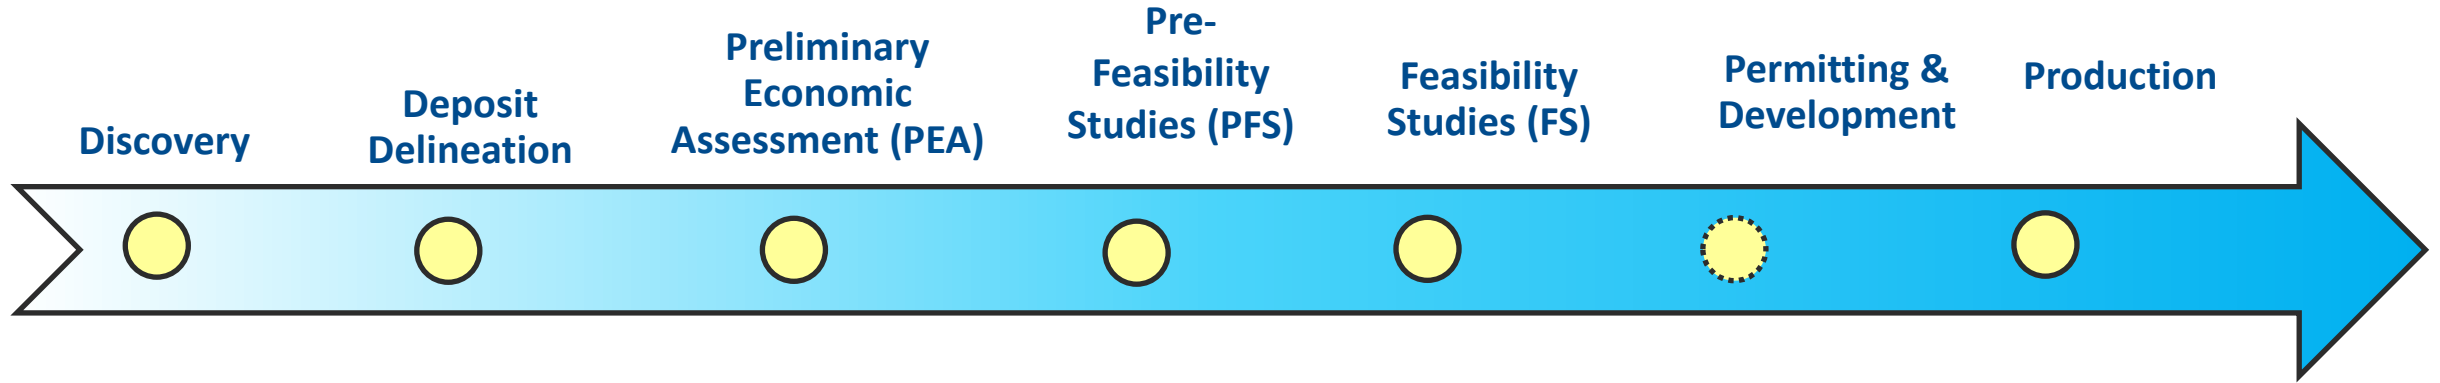 Discovery
Deposit
Delineation
Preliminary
Economic
Assessment (PEA)
Pre-
Feasibility
Studies (PFS)
Feasibility
Studies (FS)
Permitting &
Development
Production